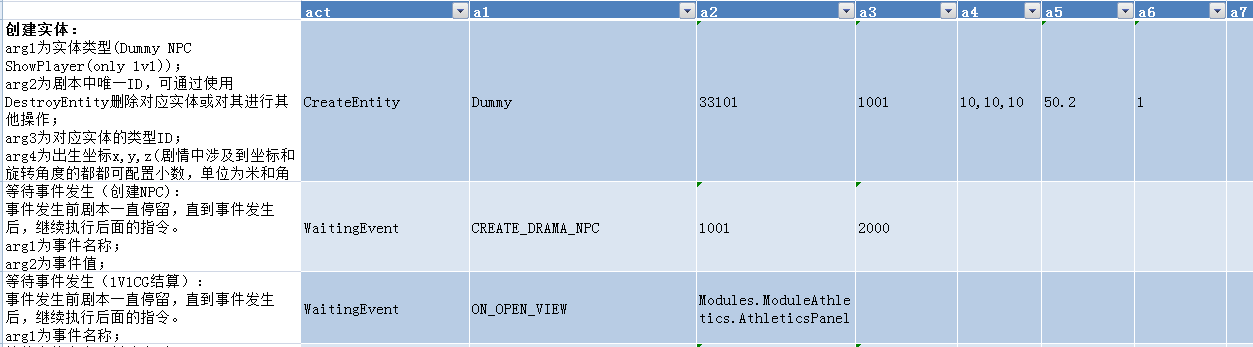 act a1 a2 a3 a4 a5 a6 a7
创建实体：
arg1为实体类型(Dummy NPC
ShowPlayer(only 1v1))；
arg2为剧本中唯一ID，可通过使用
DestroyEntity删除对应实体或对其进行其
他操作；
arg3为对应实体的类型ID；
arg4为出生坐标x,y,z(剧情中涉及到坐标和
旋转角度的都都可配置小数，单位为米和角
CreateEntity Dummy 33101 1001 10,10,10 50.2 1
等待事件发生（创建NPC）：
事件发生前剧本一直停留，直到事件发生
后，继续执行后面的指令。
arg1为事件名称；
arg2为事件值；
WaitingEvent CREATE_DRAMA_NPC 1001 2000
等待事件发生（1V1CG结算）：
事件发生前剧本一直停留，直到事件发生
后，继续执行后面的指令。
arg1为事件名称；
WaitingEvent ON_OPEN_VIEW Modules.ModuleAthle
tics.AthleticsPanel